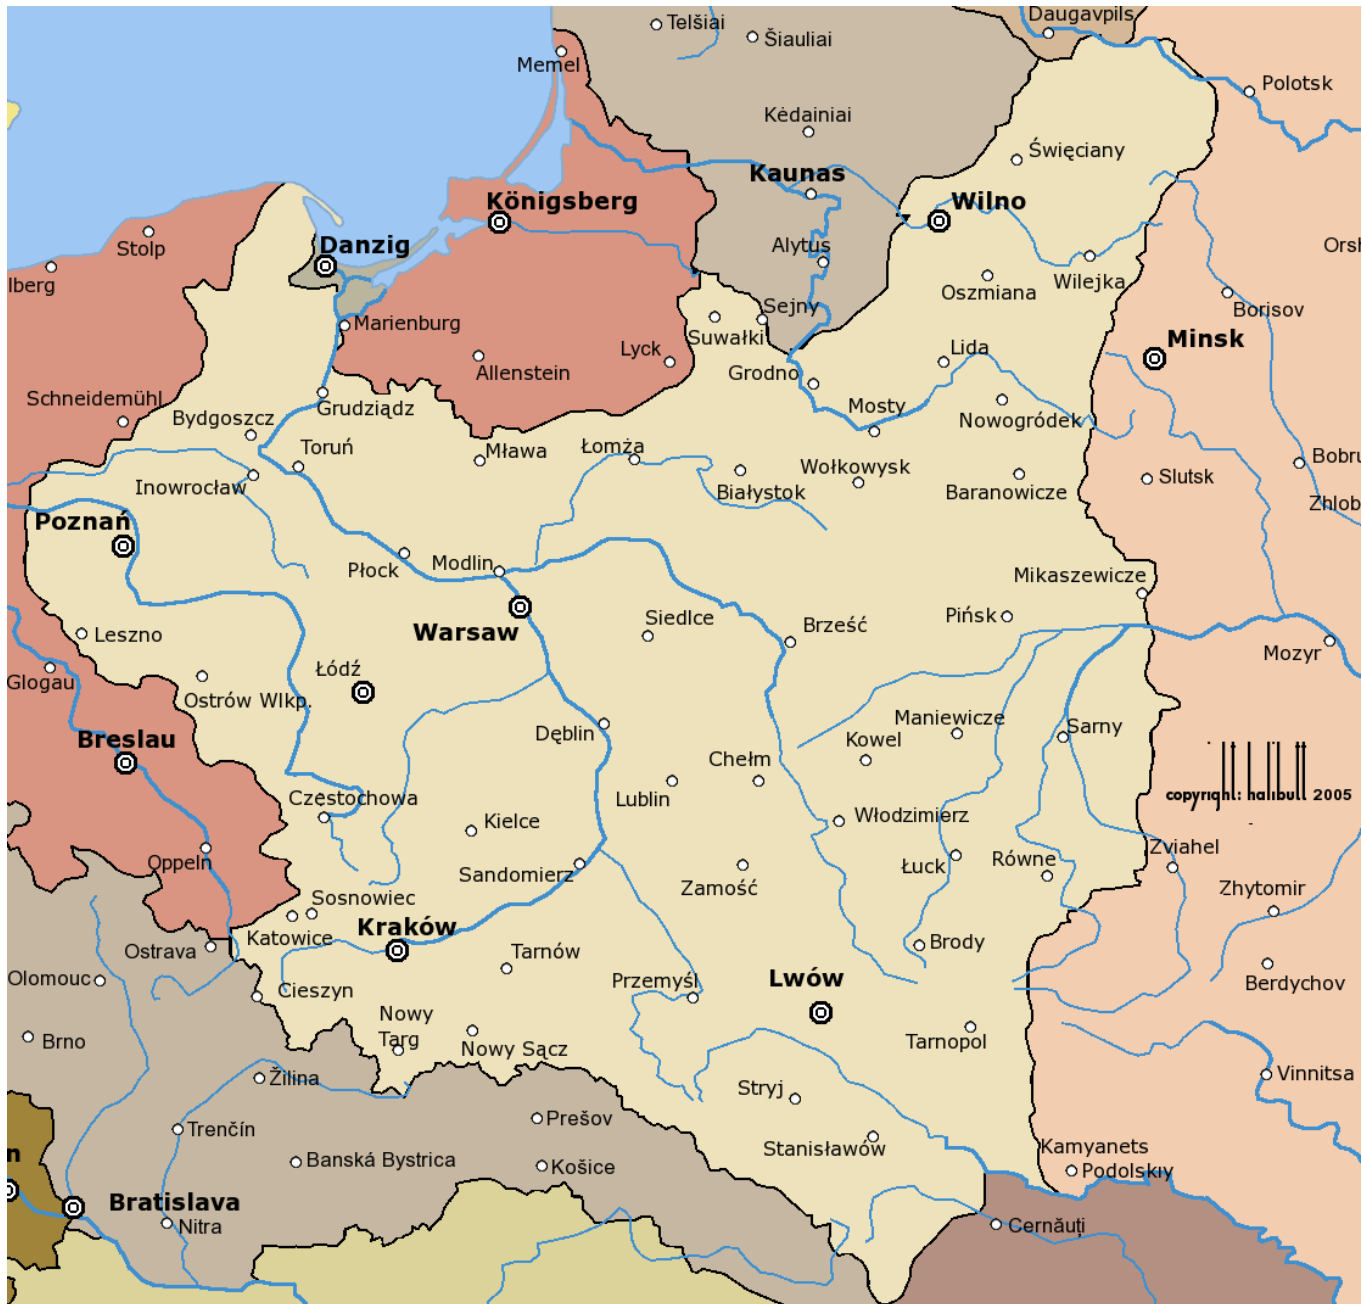 Daugavpils
Telšiai
Šiauliai
Memel
Polotsk
Kėdainiai
Święciany
Kaunas
Königsberg
Wilno
Stolp
Danzig
Alytus
Orsh
lberg
Oszmiana
Wilejka
Sejny
Borisov
Marienburg
Suwałki
Minsk
Lyck
Lida
Allenstein
Grodno
Schneidemühl
Grudziądz
Mosty
Nowogródek
Bydgoszcz
Toruń
Mława
Łomża
Wołkowysk
Bobru
Inowrocław
Białystok
Baranowicze
Slutsk
Zhlob
Poznań
Płock
Modlin
Mikaszewicze
Leszno
Warsaw
Siedlce
Brześć
Pińsk
Mozyr
Glogau
Łódź
Ostrów Wlkp.
Maniewicze
Sarny
Breslau
Dęblin
Kowel
Chełm
Częstochowa
Lublin
copyright: halibutt 2005
Kielce
Włodzimierz
Oppeln
Sandomierz
Zamość
Łuck
Równe
Zviahel
Zhytomir
Sosnowiec
Katowice
Kraków
Ostrava
Tarnów
Brody
Olomouc
Cieszyn
Przemyśl
Lwów
Berdychov
Brno
Nowy
Targ
Nowy Sącz
Tarnopol
Žilina
Stryj
Vinnitsa
Trenčín
Prešov
Stanisławów
Kamyanets
Podolskiy
n
Banská Bystrica
Košice
Bratislava
Nitra
Cernăuți